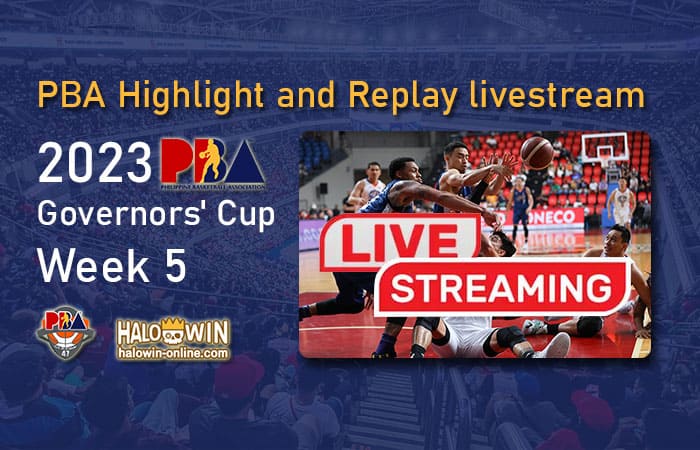 PBA Highlight and Replay livestream
2023
PBA
PHILIPPINE BASKETBALL ASSOCIATION
Governors' Cup
Week 5
LIVE
STREAMING
ONECO
PBA
47
HALOWIN
halowin-online.com